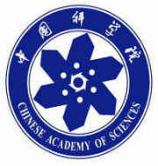 中国科学院
CHINESE ACADEMY OF SCIENCES